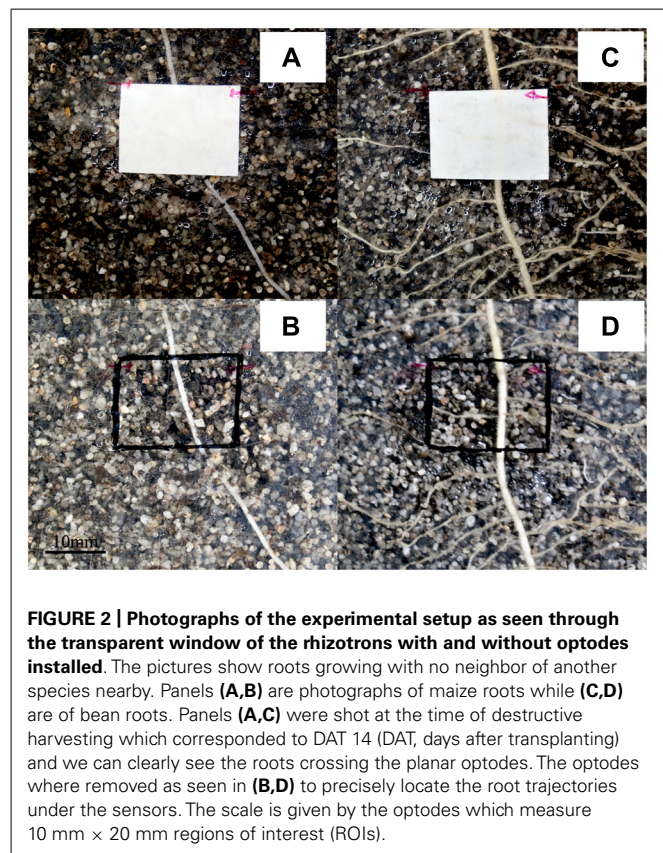 A
C
B
D
10mm
FIGURE 2 | Photographs of the experimental setup as seen through
the transparent window of the rhizotrons with and without optodes
installed. The pictures show roots growing with no neighbor of another
species nearby. Panels (A,B) are photographs of maize roots while (C,D)
are of bean roots. Panels (A,C) were shot at the time of destructive
harvesting which corresponded to DAT 14 (DAT, days after transplanting)
and we can clearly see the roots crossing the planar optodes. The optodes
where removed as seen in (B,D) to precisely locate the root trajectories
under the sensors. The scale is given by the optodes which measure
10 mm × 20 mm regions of interest (ROIs).